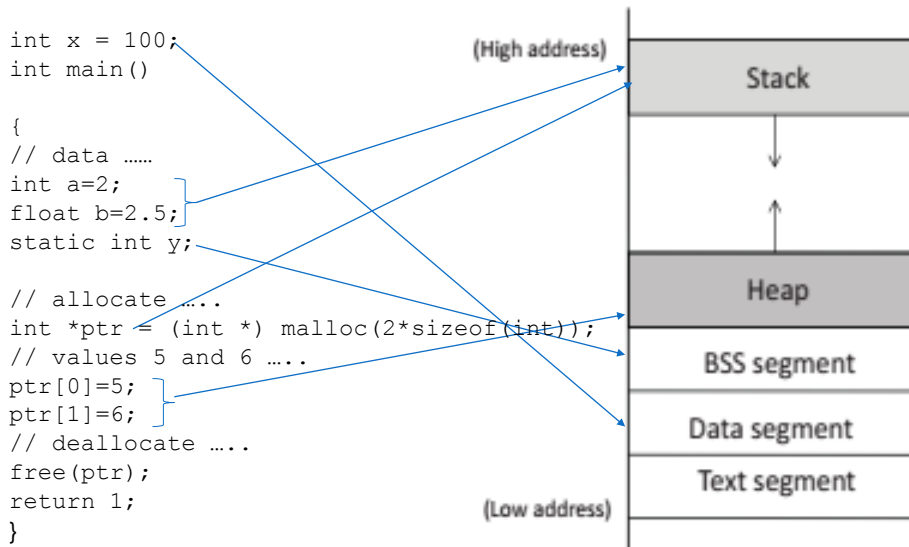 int x = 100;
int main()
{
// data ……
int a=2;
float b=2.5;
static int y;
// allocate …..
int *ptr = (int *) malloc(2*sizeof(int));
// values 5 and 6 …..
ptr[0]=5;
ptr[1]=6;
// deallocate …..
free(ptr);
return 1;
}
(High address)
Stack
Heap
BSS segment
Data segment
Text segment
(Low address)